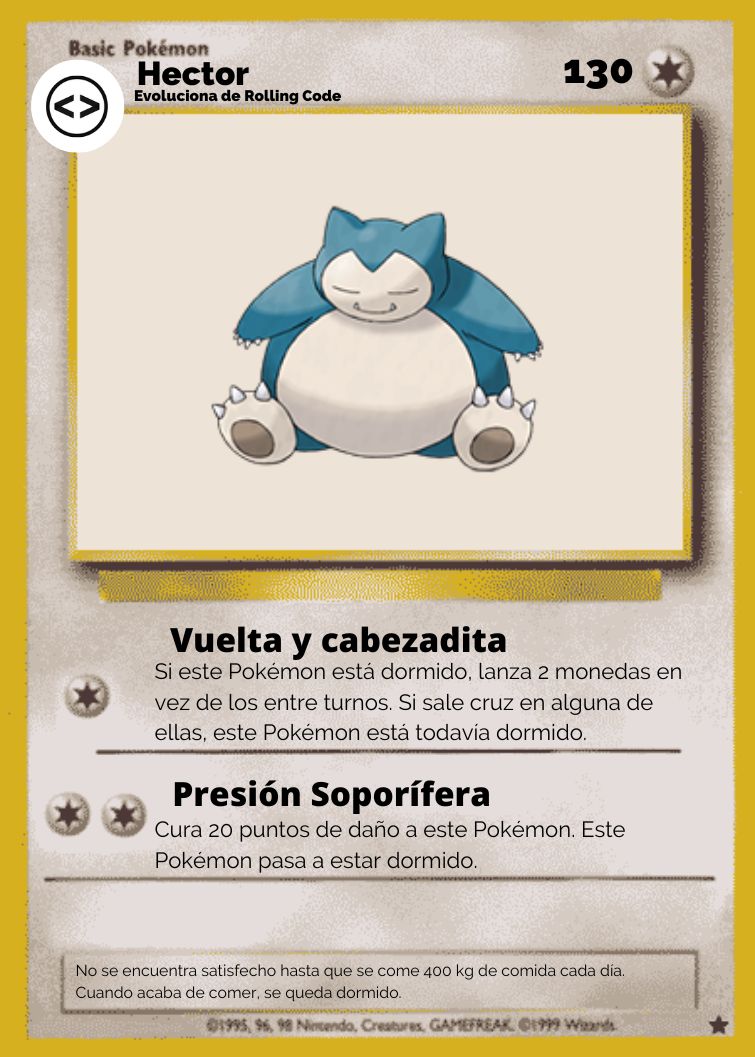 Basic Pokémon
Hector
130
Evoluciona de Rolling Code
<>
Vuelta y cabezadita
Si este Pokémon está dormido, lanza 2 monedas en
vez de los entre turnos. Si sale cruz en alguna de
ellas, este Pokémon está todavía dormido.
Presión Soporífera
Cura 20 puntos de daño a este Pokémon. Este
Pokémon pasa a estar dormido.
No se encuentra satisfecho hasta que se come 400 kg de comida cada día.
Cuando acaba de comer, se queda dormido.
©1995, 96, 98 Nintendo, Creatures, GAMEFREAK. ©1999 Wizards.